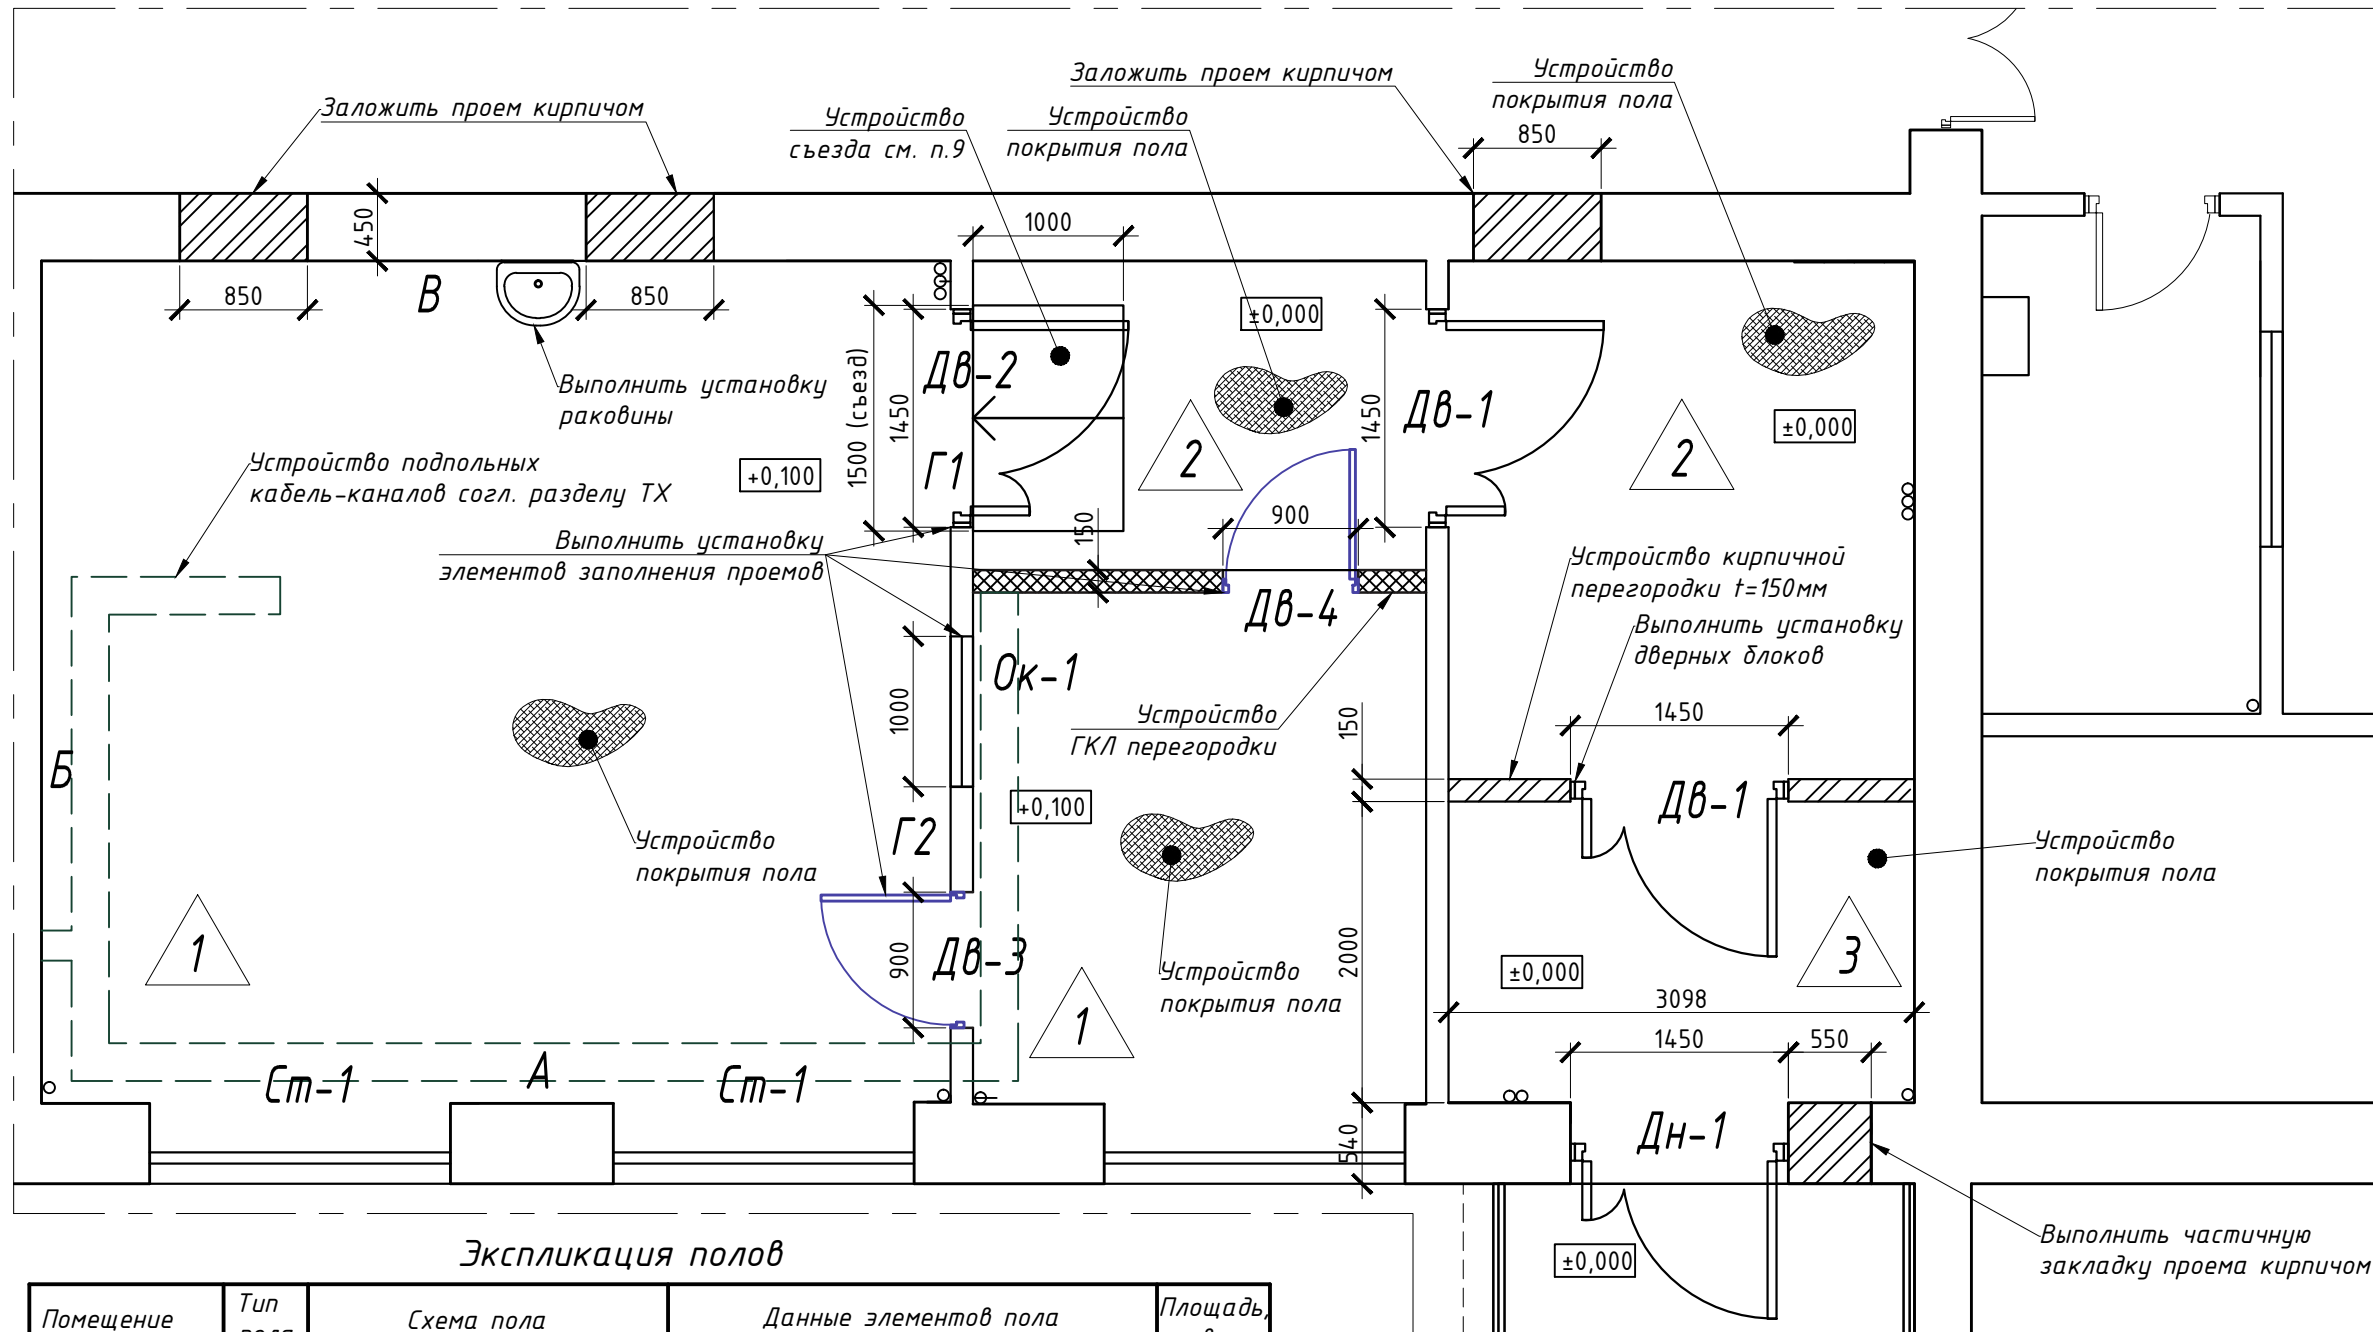 Заложить проем кирпичом
Устройство
покрытия пола
Заложить проем кирпичом
Устройство
съезда см. п.9
Устройство
покрытия пола
850
450
1000
850
850
В
±0,000
Выполнить установку
раковины
1500 (съезд)
1450
Дв-2
Г1
1450
Дв-1
2
2
±0,000
Устройство подпольных
кабель-каналов согл. разделу ТХ
+0,100
Выполнить установку
элементов заполнения проемов
150
900
Дв-4
Устройство кирпичной
перегородки t=150мм
Выполнить установку
дверных блоков
Ок-1
1000
Устройство
ГКЛ перегородки
150
1450
Б
Дв-1
+0,100
Г2
Устройство
покрытия пола
Устройство
покрытия пола
1
900
Дв-3
2000
Устройство
покрытия пола
±0,000
3
3098
1
1450
550
Ст-1
А
Ст-1
540
Дн-1
Выполнить частичную
закладку проема кирпичом
±0,000
Экспликация полов
Помещение
Тип
Схема пола
Данные элементов пола
Площадь,